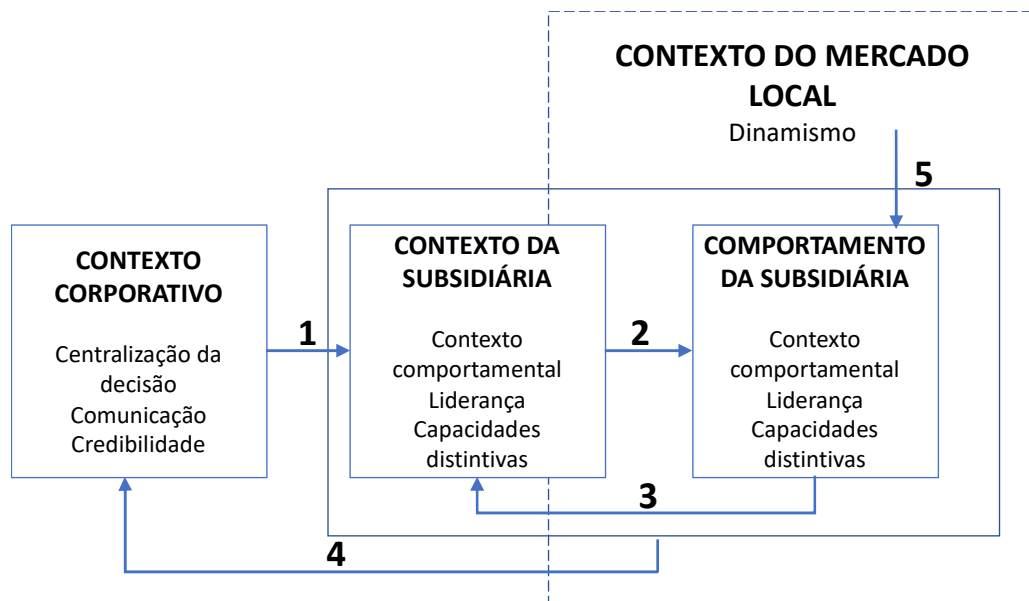 CONTEXTO DO MERCADO
LOCAL
Dinamismo
5
CONTEXTO
CORPORATIVO
Centralização da
decisão
Comunicação
Credibilidade
1
CONTEXTO DA
SUBSIDIÁRIA
Contexto
comportamental
Liderança
Capacidades
distintivas
2
COMPORTAMENTO
DA SUBSIDIÁRIA
Contexto
comportamental
Liderança
Capacidades
distintivas
3
4